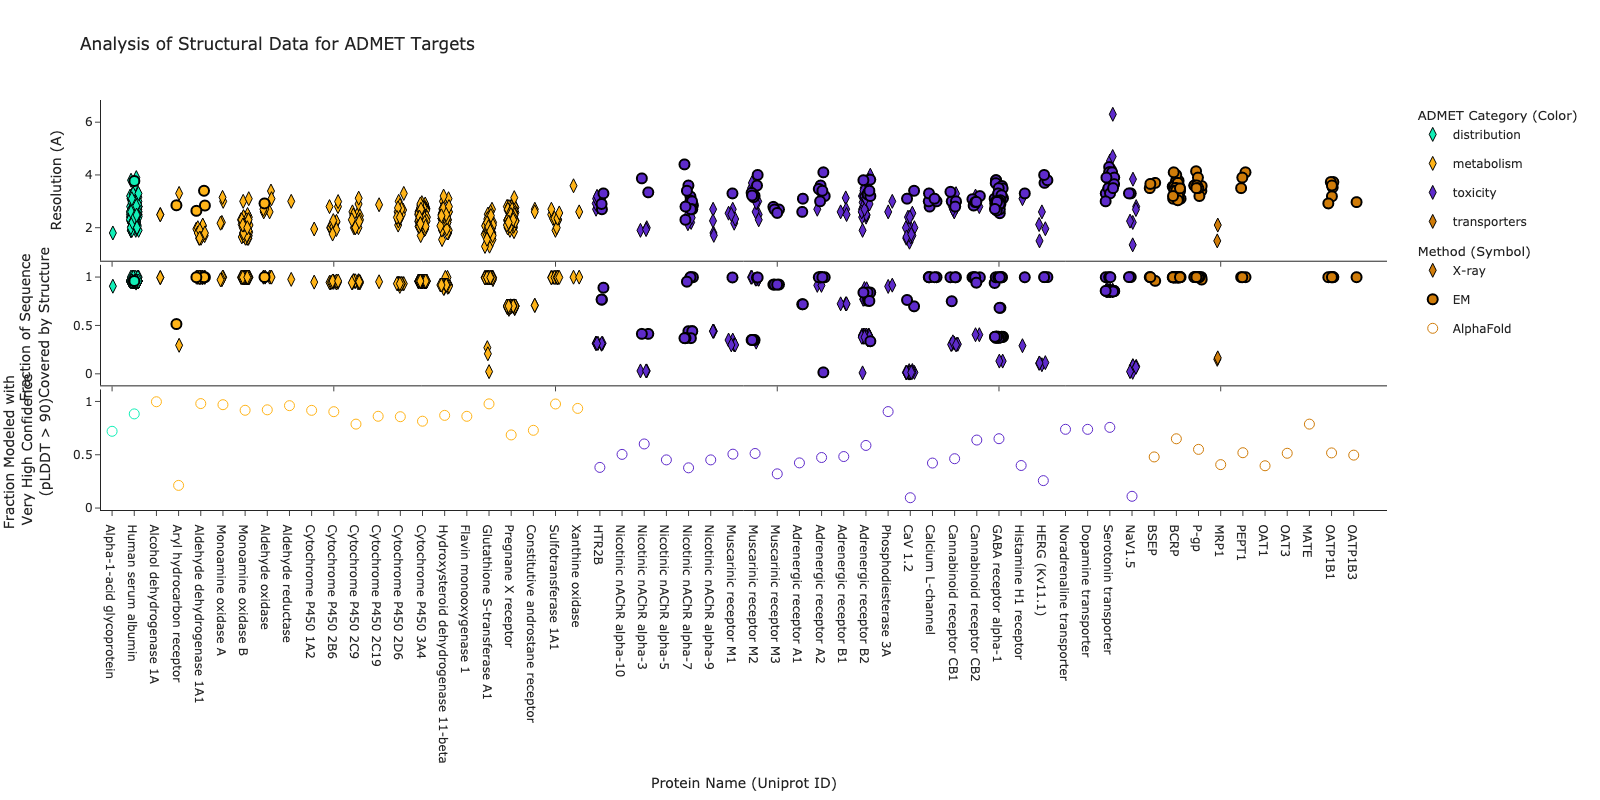 Analysis of Structural Data for ADMET Targets
Resolution (A)
6
4
2
Fraction of Sequence
Covered by Structure
1
0.5
0
Fraction Modeled with
Very High Confidence
(pLDDT > 90)
1
0.5
0
Alpha-1-acid glycoprotein
Human serum albumin
Alcohol dehydrogenase 1A
Aryl hydrocarbon receptor
Aldehyde dehydrogenase 1A1
Monoamine oxidase A
Monoamine oxidase B
Aldehyde oxidase
Aldehyde reductase
Cytochrome P450 1A2
Cytochrome P450 2B6
Cytochrome P450 2C9
Cytochrome P450 2C19
Cytochrome P450 2D6
Cytochrome P450 3A4
Hydroxysteroid dehydrogenase 11-beta
Flavin monooxygenase 1
Glutathione S-transferase A1
Pregnane X receptor
Constitutive androstane receptor
Sulfotransferase 1A1
Xanthine oxidase
HTR2B
Nicotinic nAChR alpha-10
Nicotinic nAChR alpha-3
Nicotinic nAChR alpha-5
Nicotinic nAChR alpha-7
Nicotinic nAChR alpha-9
Muscarinic receptor M1
Muscarinic receptor M2
Muscarinic receptor M3
Adrenergic receptor A1
Adrenergic receptor A2
Adrenergic receptor B1
Adrenergic receptor B2
Phosphodiesterase 3A
CaV 1.2
Calcium L-channel
Cannabinoid receptor CB1
Cannabinoid receptor CB2
GABA receptor alpha-1
Histamine H1 receptor
HERG (Kv11.1)
Noradrenaline transporter
Dopamine transporter
Serotonin transporter
NaV1.5
BSEP
BCRP
P-gp
MRP1
PEPT1
OAT1
OAT3
MATE
OATP1B1
OATP1B3
Protein Name (Uniprot ID)
ADMET Category (Color)
distribution
metabolism
toxicity
transporters
Method (Symbol)
X-ray
EM
AlphaFold